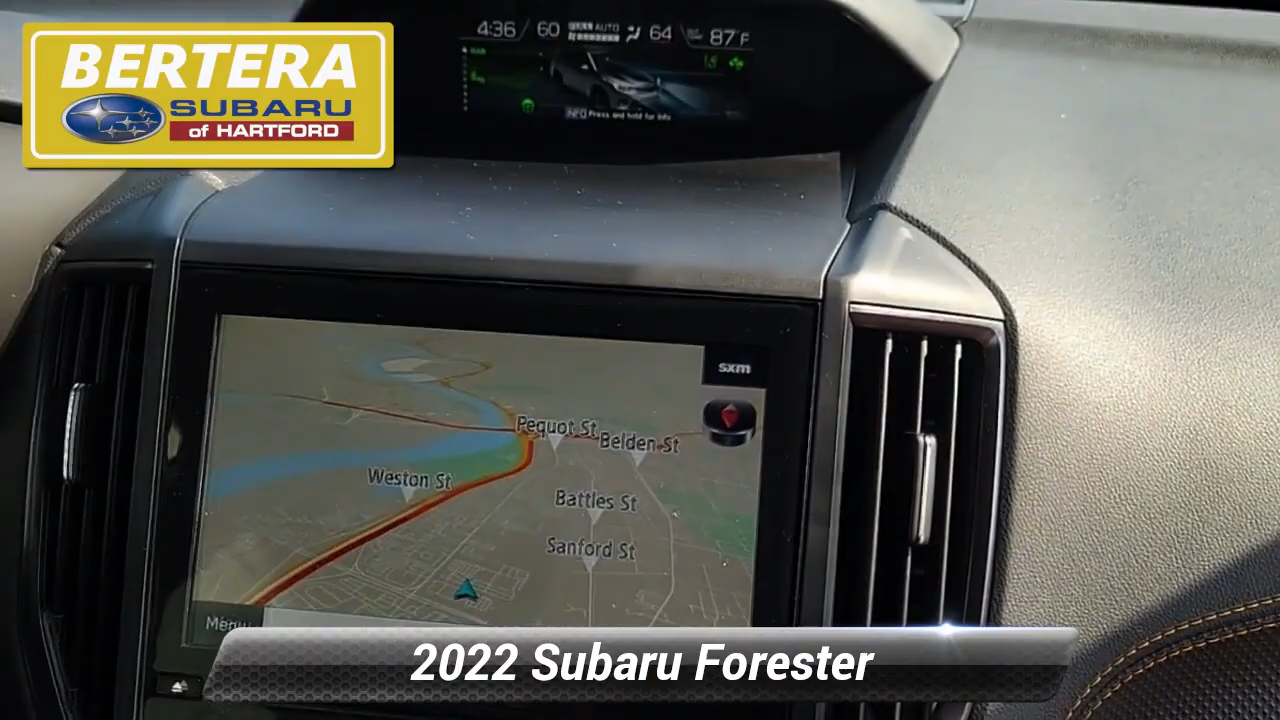 BERTERA
SUBARU
of HARTFORD
4:36 60 AUTO 64 87°F
INFO Press and hold for info
sxm
Pequot St
Belden St
Weston St
Battles St
Sanford St
Menu
2022 Subaru Forester